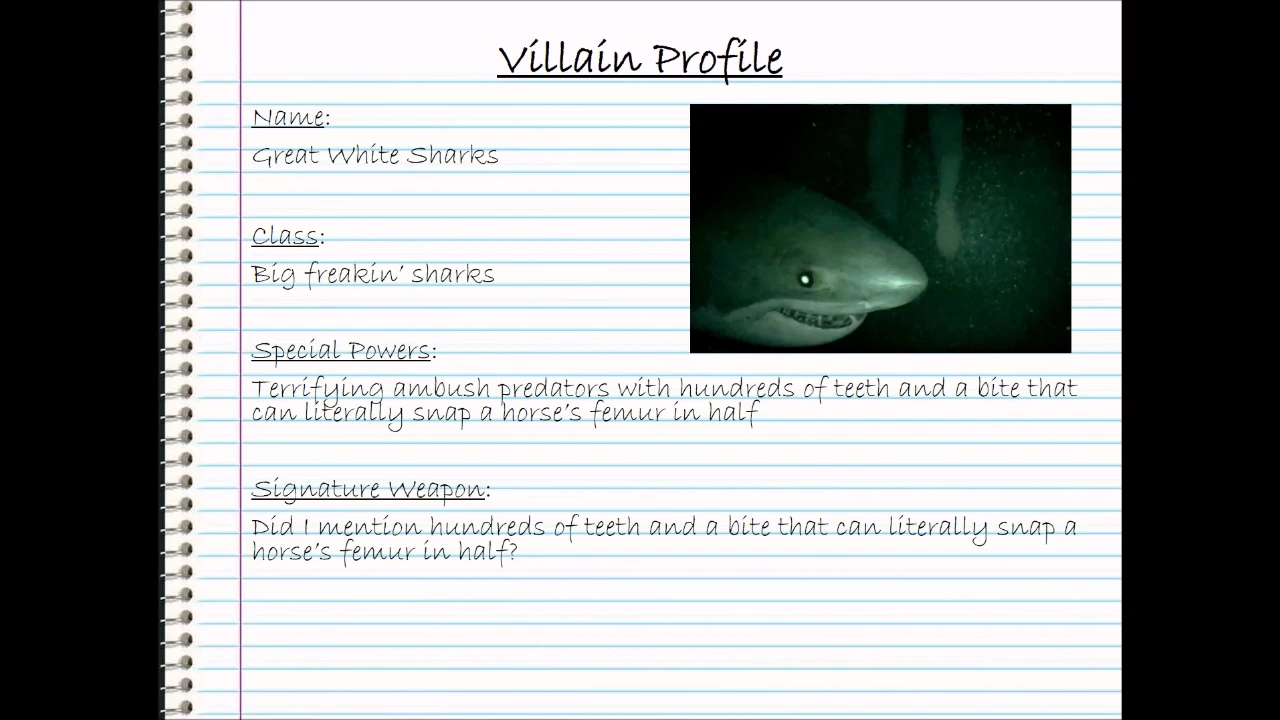 Villain Profile
Name:
Great White Sharks
Class:
Big freakin' sharks
Special Powers:
Terrifying ambush predators with hundreds of teeth and a bite that
can literally snap a horse's femur in half
Signature Weapon:
Did I mention hundreds of teeth and a bite that can literally snap a
horse's femur in half?